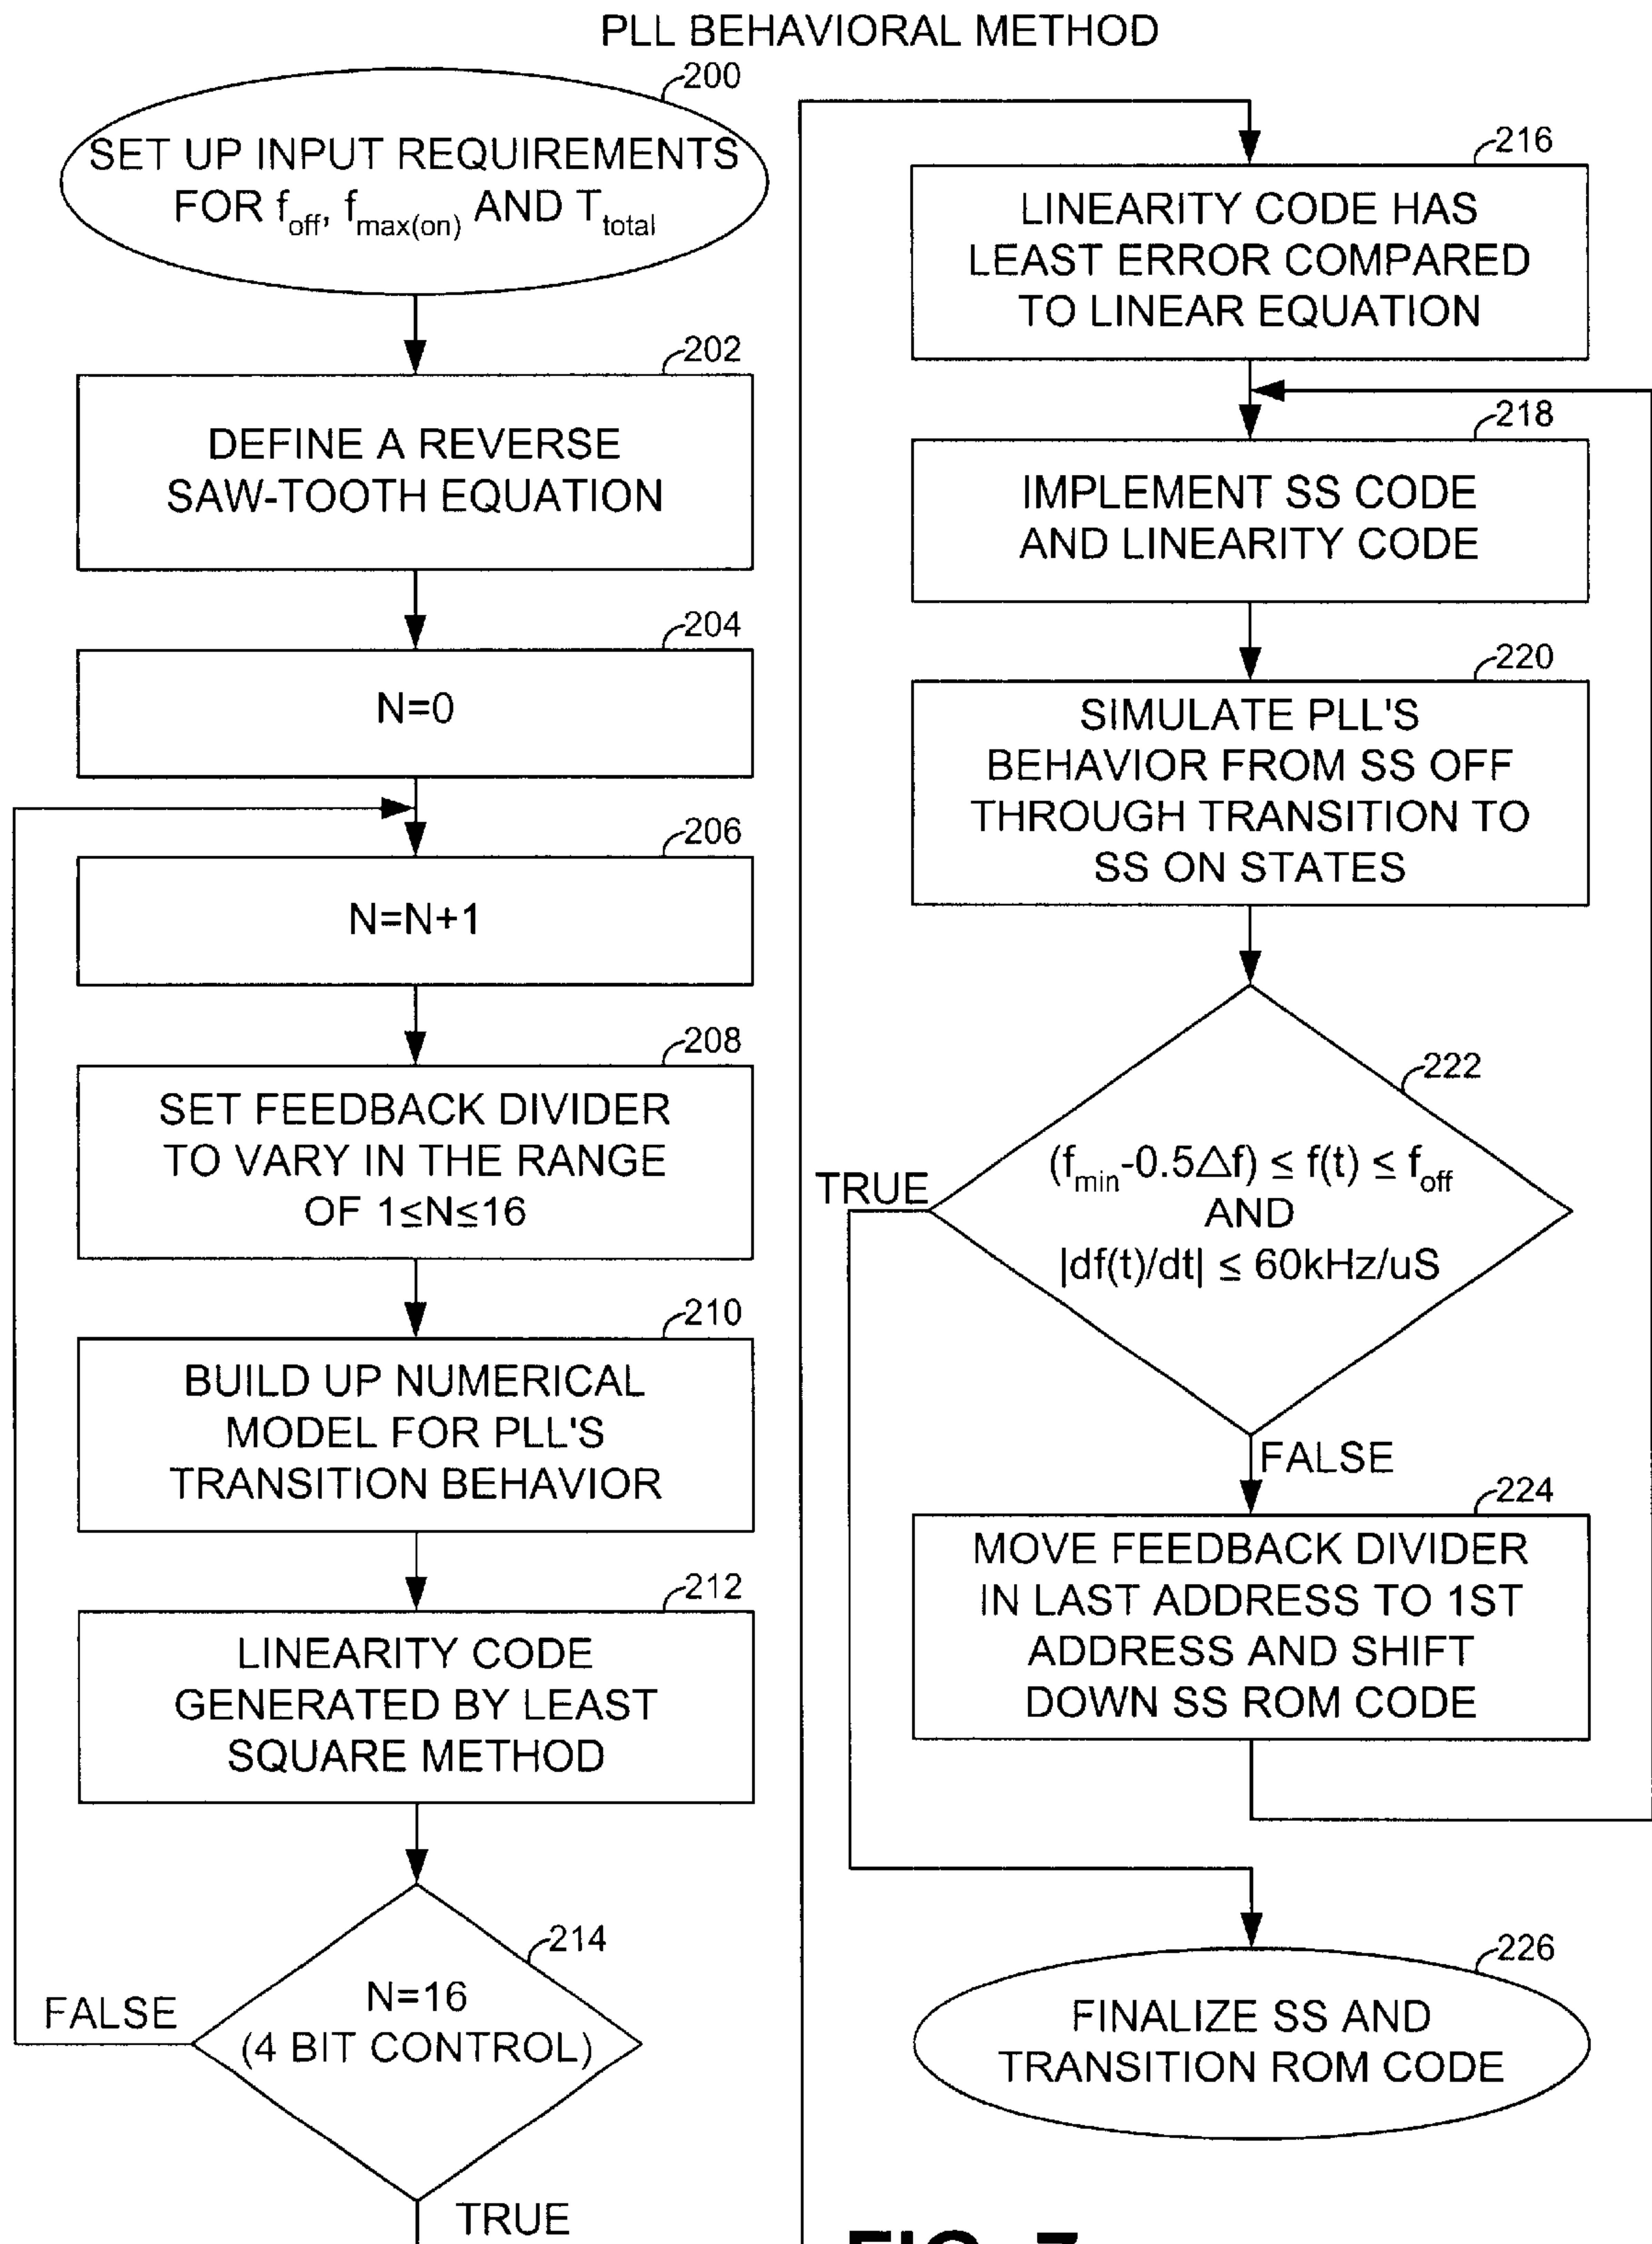 PLL BEHAVIORAL METHOD
200
SET UP INPUT REQUIREMENTS
FOR f_off, f_max(on) AND T_total
202
DEFINE A REVERSE
SAW-TOOTH EQUATION
204
N=0
206
N=N+1
208
SET FEEDBACK DIVIDER
TO VARY IN THE RANGE
OF 1≤N≤16
210
BUILD UP NUMERICAL
MODEL FOR PLL'S
TRANSITION BEHAVIOR
212
LINEARITY CODE
GENERATED BY LEAST
SQUARE METHOD
214
N=16
(4 BIT CONTROL)
FALSE
TRUE
216
LINEARITY CODE HAS
LEAST ERROR COMPARED
TO LINEAR EQUATION
218
IMPLEMENT SS CODE
AND LINEARITY CODE
220
SIMULATE PLL'S
BEHAVIOR FROM SS OFF
THROUGH TRANSITION TO
SS ON STATES
222
(f_min-0.5△f) ≤ f(t) ≤ f_off
AND
|df(t)/dt| ≤ 60kHz/uS
TRUE
FALSE
224
MOVE FEEDBACK DIVIDER
IN LAST ADDRESS TO 1ST
ADDRESS AND SHIFT
DOWN SS ROM CODE
226
FINALIZE SS AND
TRANSITION ROM CODE